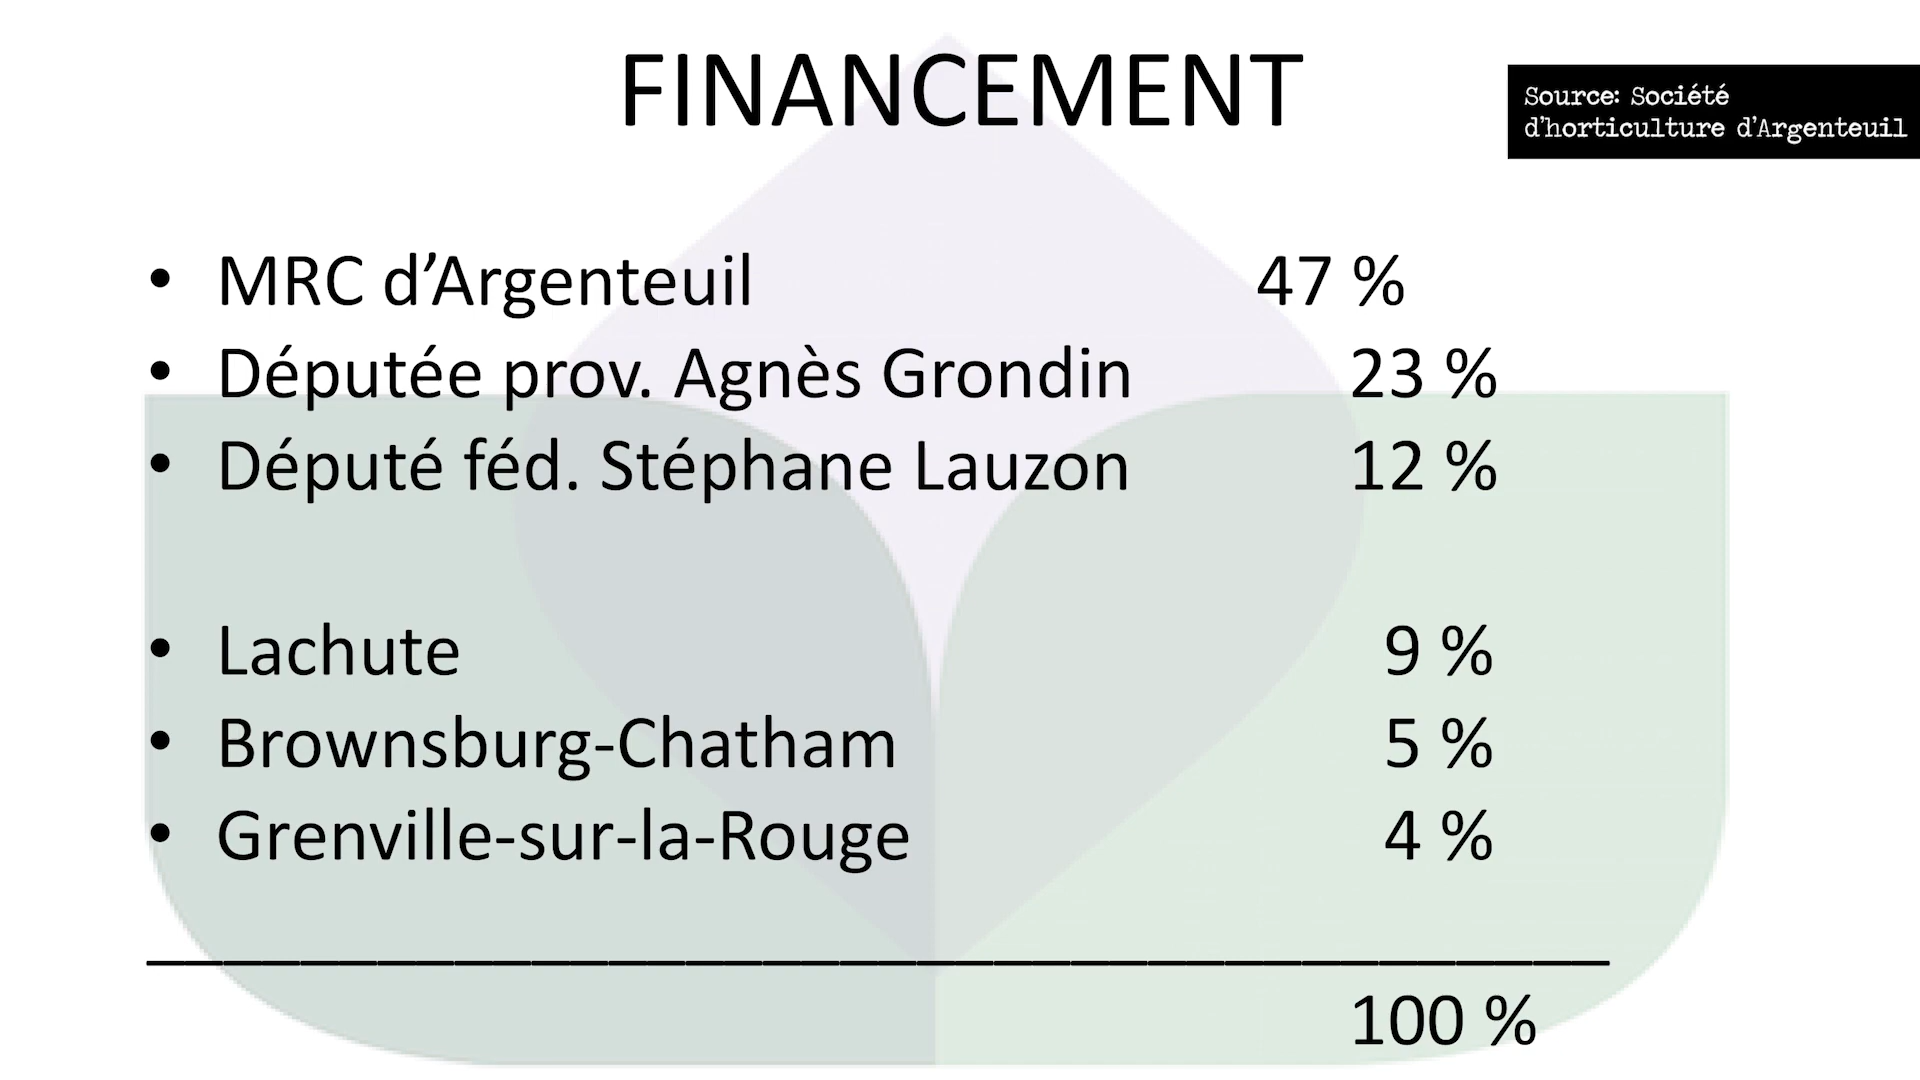 FINANCEMENT
Source: Société
d'horticulture d'Argenteuil
• MRC d’Argenteuil 47 %
• Députée prov. Agnès Grondin 23 %
• Député féd. Stéphane Lauzon 12 %
• Lachute 9 %
• Brownsburg-Chatham 5 %
• Grenville-sur-la-Rouge 4 %
100 %